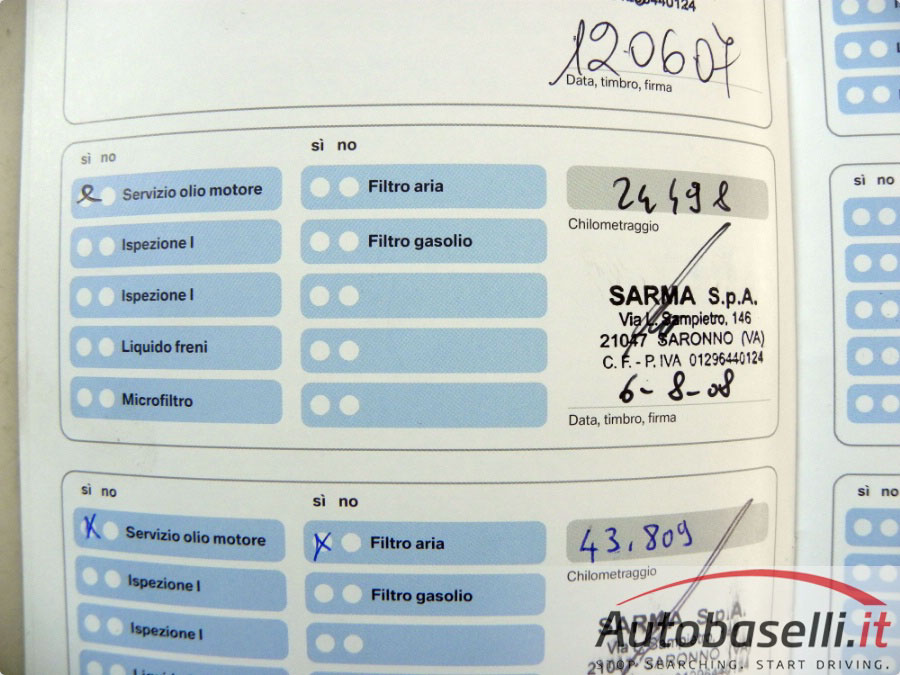 120607
Data, timbro, firma
sì no
Servizio olio motore
Ispezione I
Ispezione I
Liquido freni
Microfiltro
sì no
Filtro aria
Filtro gasolio
24498
Chilometraggio
SARMA S.p.A.
Via L. Sampietro, 146
21047 SARONNO (VA)
C. F. - P. IVA 01296440124
6-8-08
Data, timbro, firma
sì no
Servizio olio motore
Ispezione I
Ispezione I
sì no
Filtro aria
Filtro gasolio
43.809
Chilometraggio
SARMA S.p.A.
sì no
sì no
Autobaselli.it
STOP SEARCHING. START DRIVING.